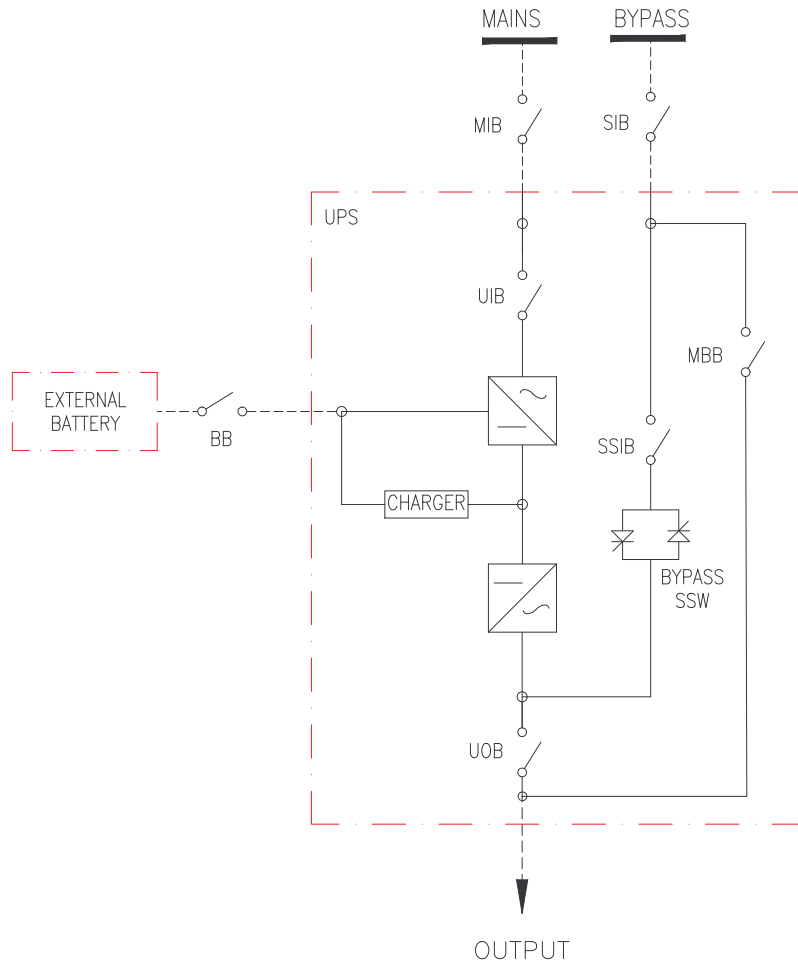 MAINS
BYPASS
MIB
SIB
UPS
UIB
MBB
EXTERNAL
BATTERY
BB
SSIB
CHARGER
BYPASS
SSW
UOB
OUTPUT